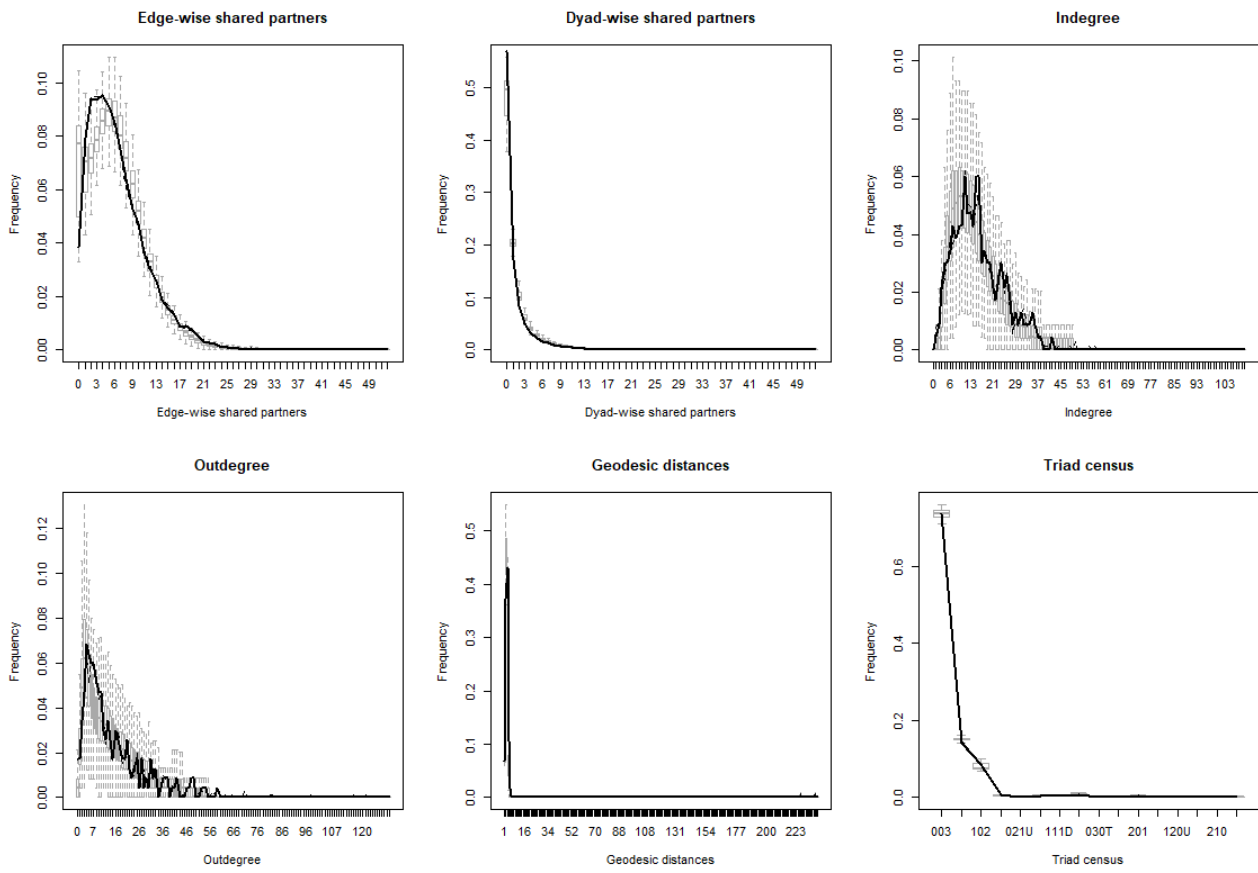 Edge-wise shared partners
Frequency
0.00 0.02 0.04 0.06 0.08 0.10
0 3 6 9 13 17 21 25 29 33 37 41 45 49
Edge-wise shared partners
Dyad-wise shared partners
Frequency
0.0 0.1 0.2 0.3 0.4 0.5
0 3 6 9 13 17 21 25 29 33 37 41 45 49
Dyad-wise shared partners
Indegree
Frequency
0.00 0.02 0.04 0.06 0.08 0.10
0 6 13 21 29 37 45 53 61 69 77 85 93 103
Indegree
Outdegree
Frequency
0.00 0.02 0.04 0.06 0.08 0.10 0.12
0 7 16 26 36 46 56 66 76 86 96 107 120
Outdegree
Geodesic distances
Frequency
0.0 0.1 0.2 0.3 0.4 0.5
1 16 34 52 70 88 108 131 154 177 200 223
Geodesic distances
Triad census
Frequency
0.0 0.2 0.4 0.6
003 102 021U 111D 030T 201 120U 210
Triad census